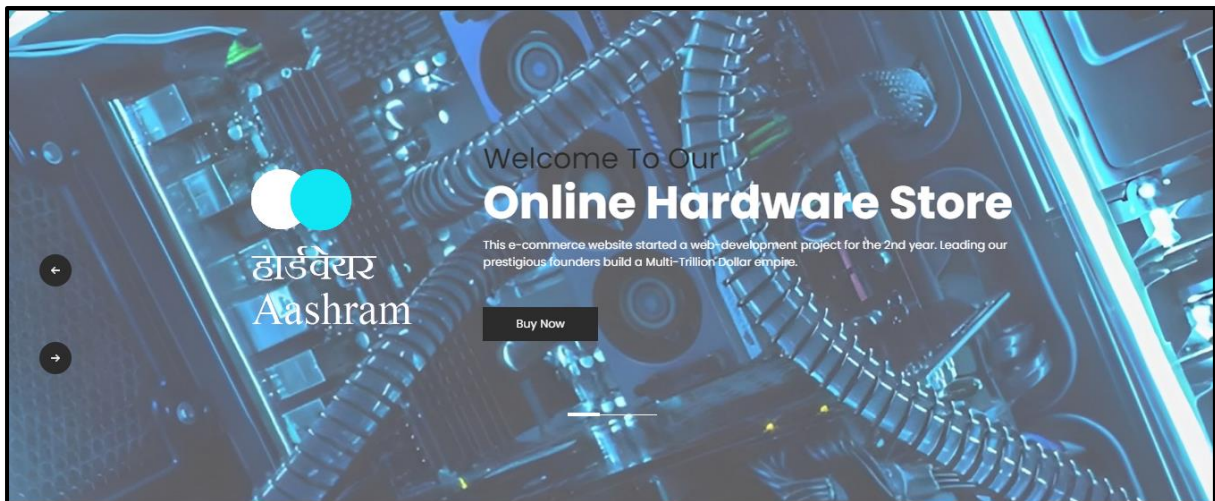 हार्डवेयर
Aashram
Welcome To Our
Online Hardware Store
This e-commerce website started a web-development project for the 2nd year. Leading our
prestigious founders build a Multi-Trillion Dollar empire.
Buy Now